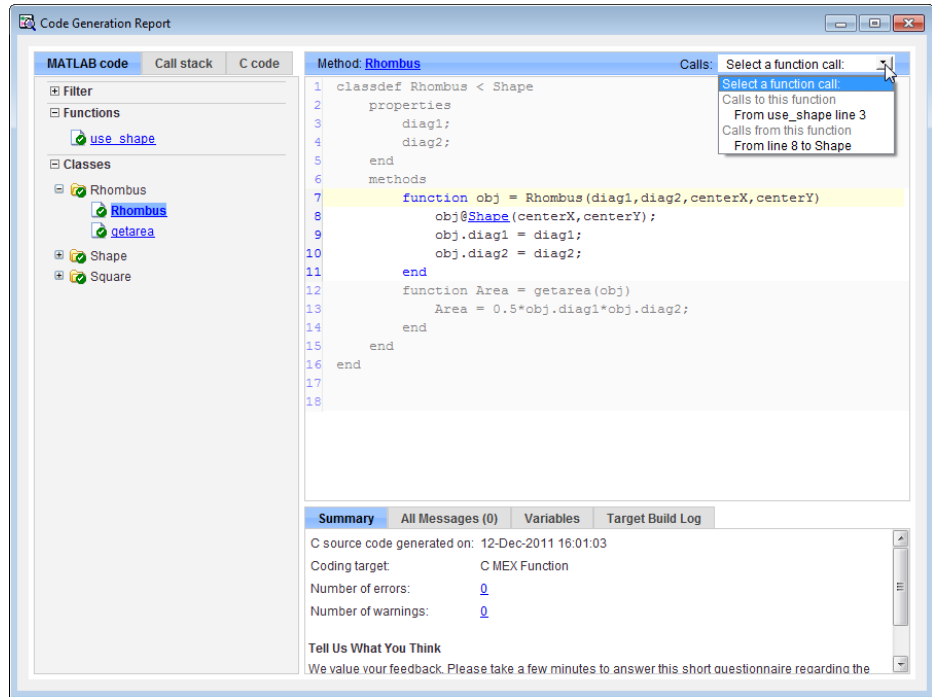 Code Generation Report
MATLAB code Call stack C code
Filter
Functions
use_shape
Classes
Rhombus
Rhombus
getarea
Shape
Square
Method: Rhombus Calls: Select a function call:
Select a function call:
Calls to this function
From use_shape line 3
Calls from this function
From line 8 to Shape
1 classdef Rhombus < Shape
2 properties
3 diag1;
4 diag2;
5 end
6 methods
7 function obj = Rhombus(diag1,diag2,centerX,centerY)
8 obj@Shape(centerX,centerY);
9 obj.diag1 = diag1;
10 obj.diag2 = diag2;
11 end
12 function Area = getarea(obj)
13 Area = 0.5*obj.diag1*obj.diag2;
14 end
15 end
16 end
17
18
Summary All Messages (0) Variables Target Build Log
C source code generated on: 12-Dec-2011 16:01:03
Coding target: C MEX Function
Number of errors: 0
Number of warnings: 0
Tell Us What You Think
We value your feedback. Please take a few minutes to answer this short questionnaire regarding the